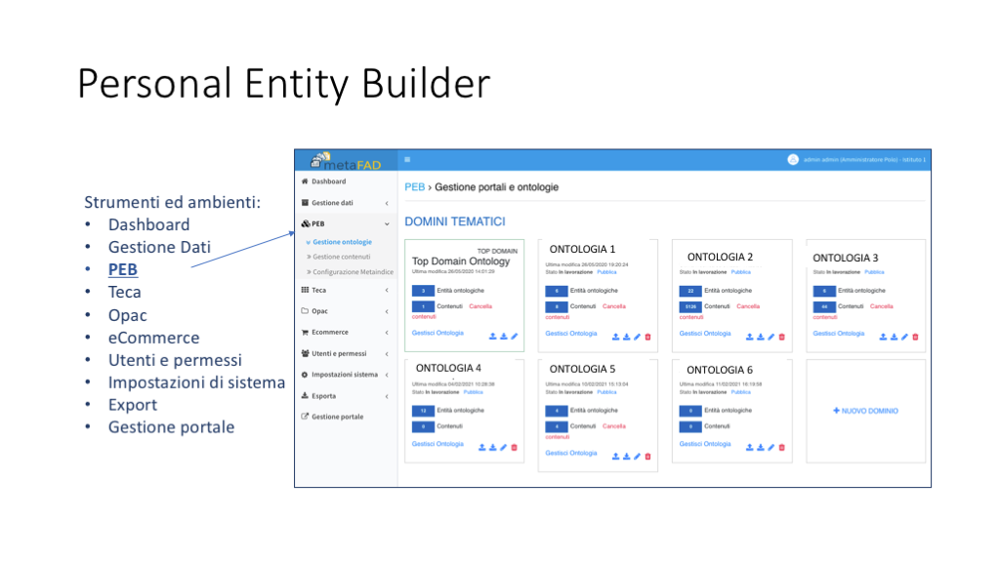 Personal Entity Builder
Strumenti ed ambienti:
• Dashboard
• Gestione Dati
• PEB
• Teca
• Opac
• eCommerce
• Utenti e permessi
• Impostazioni di sistema
• Export
• Gestione portale
metaFAD
admin admin (Amministratore Polo) - Istituto 1
Dashboard
Gestione dati
PEB
» Gestione ontologie
» Gestione contenuti
» Configurazione Metaindice
Teca
Opac
Ecommerce
Utenti e permessi
Impostazioni sistema
Esporta
Gestione portale
PEB › Gestione portali e ontologie
DOMINI TEMATICI
TOP DOMAIN
Top Domain Ontology
Ultima modifica 26/05/2020 14:01:29
3 Entità ontologiche
1 Contenuti Cancella
contenuti
Gestisci Ontologia
ONTOLOGIA 1
Ultima modifica 26/05/2020 19:20:24
Stato In lavorazione Pubblica
6 Entità ontologiche
Contenuti Cancella
contenuti
Gestisci Ontologia
ONTOLOGIA 2
Stato In lavorazione Pubblica
22 Entità ontologiche
5126 Contenuti Cancella
contenuti
Gestisci Ontologia
ONTOLOGIA 3
Stato In lavorazione Pubblica
Entità ontologiche
44 Contenuti Cancella
contenuti
Gestisci Ontologia
ONTOLOGIA 4
Ultima modifica 04/02/2021 10:28:38
Stato In lavorazione Pubblica
13 Entità ontologiche
0 Contenuti
Gestisci Ontologia
ONTOLOGIA 5
Ultima modifica 10/02/2021 15:13:04
Stato In lavorazione Pubblica
4 Entità ontologiche
4 Contenuti Cancella
contenuti
Gestisci Ontologia
ONTOLOGIA 6
Ultima modifica 11/02/2021 16:18:58
Stato In lavorazione Pubblica
0 Entità ontologiche
0 Contenuti
Gestisci Ontologia
+ NUOVO DOMINIO